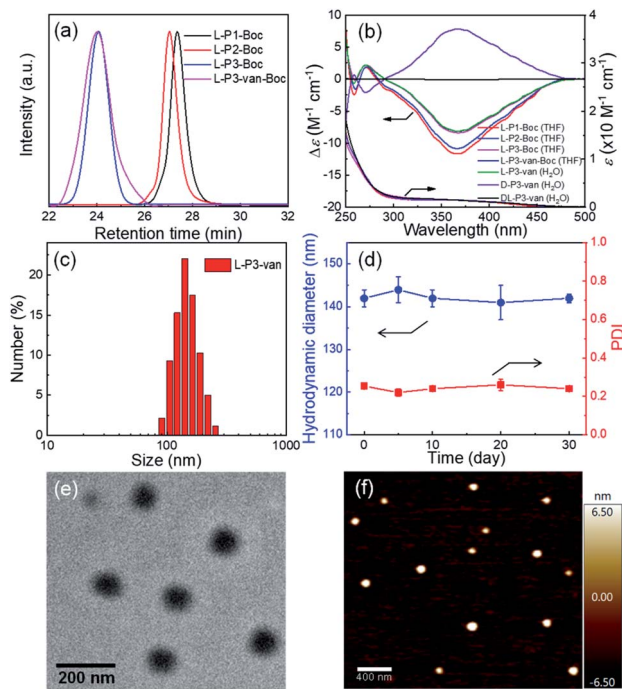 (a)
L-P1-Boc
L-P2-Boc
L-P3-Boc
L-P3-van-Boc
Intensity (a.u.)
22 24 26 28 30 32
Retention time (min)
(b)
10
5
0
-5
-10
-15
-20
Δε (M⁻¹ cm⁻¹)
L-P1-Boc (THF)
L-P2-Boc (THF)
L-P3-Boc (THF)
L-P3-van-Boc (THF)
L-P3-van (H₂O)
D-P3-van (H₂O)
DL-P3-van (H₂O)
4
3
2
1
0
ε (x10 M⁻¹ cm⁻¹)
250 300 350 400 450 500
Wavelength (nm)
(c)
L-P3-van
20
15
10
5
0
Number (%)
10 100 1000
Size (nm)
(d)
150
140
130
120
110
Hydrodynamic diameter (nm)
1.0
0.8
0.6
0.4
0.2
0.0
PDI
0 10 20 30
Time (day)
(e)
200 nm
(f)
400 nm
nm
6.50
0.00
-6.50